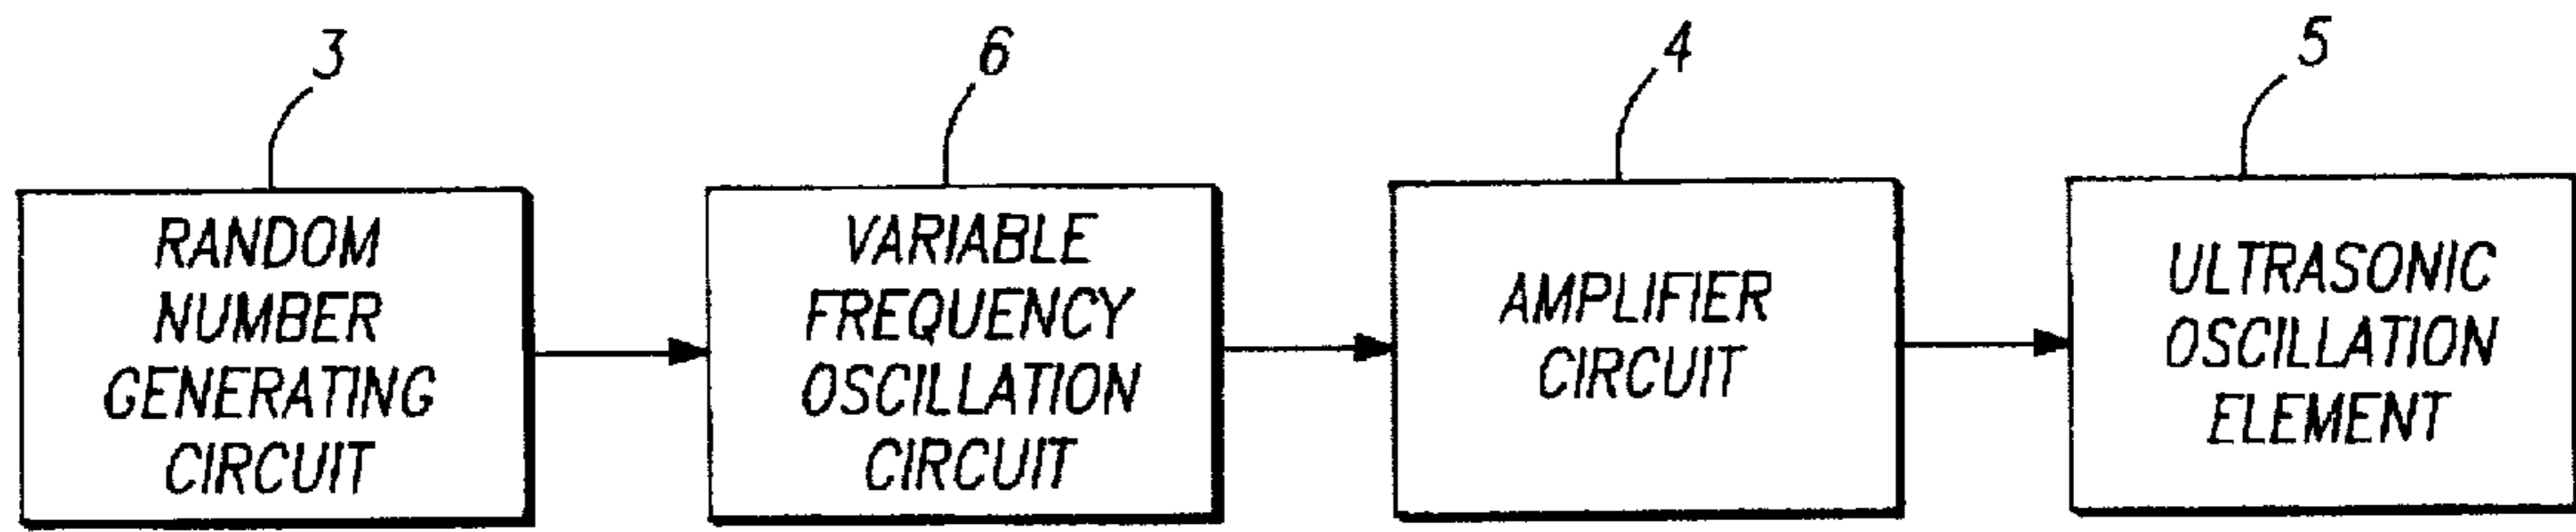 3
6
4
5
RANDOM
NUMBER
GENERATING
CIRCUIT
VARIABLE
FREQUENCY
OSCILLATION
CIRCUIT
AMPLIFIER
CIRCUIT
ULTRASONIC
OSCILLATION
ELEMENT